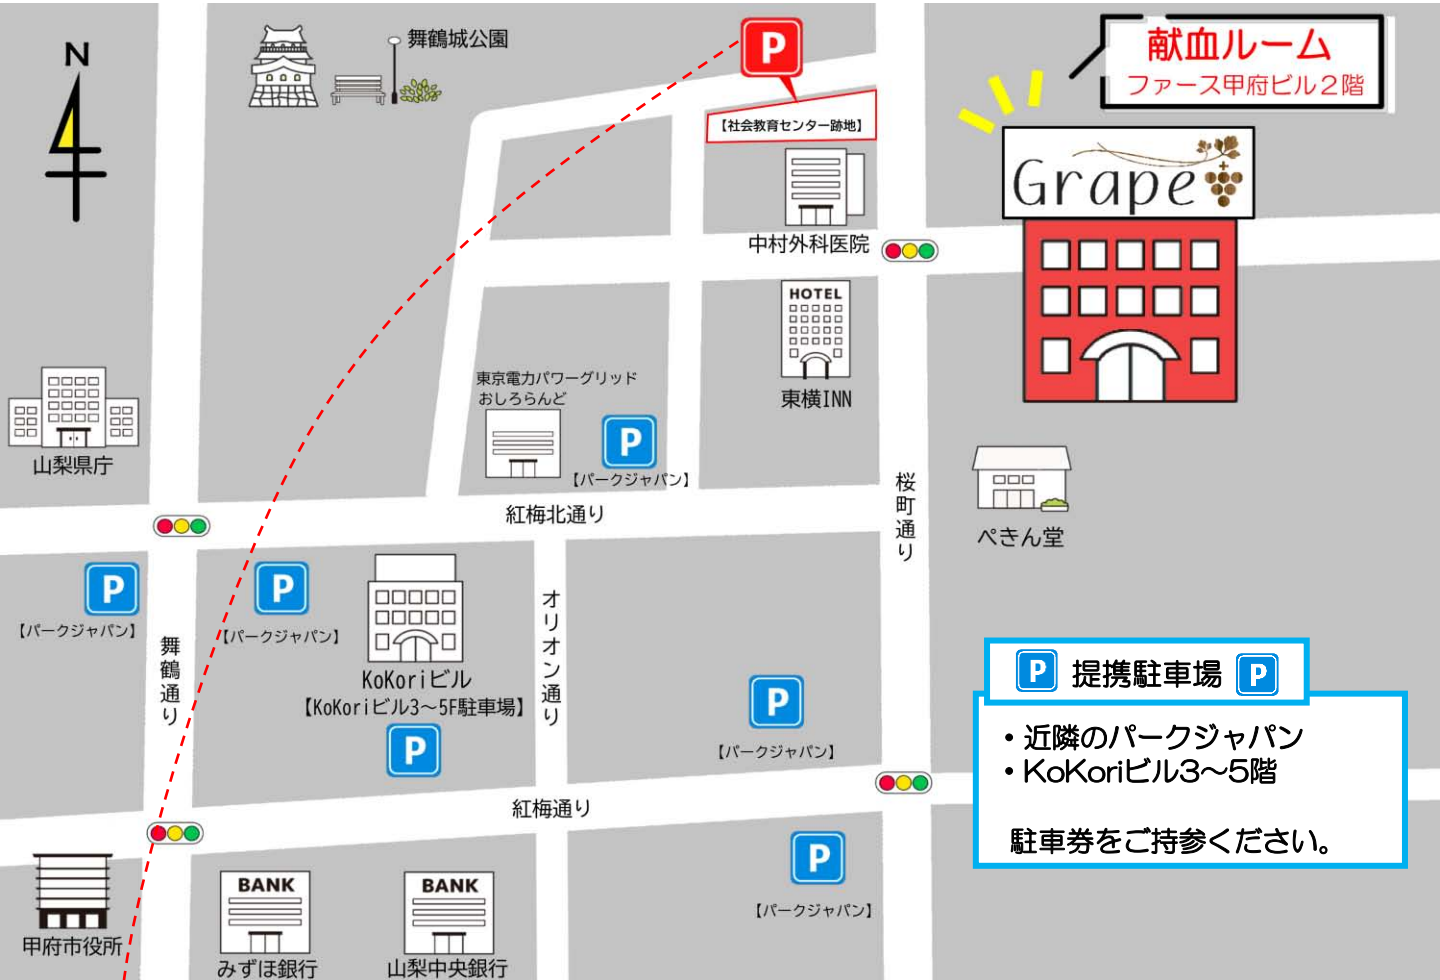 N
舞鶴城公園
P
【社会教育センター跡地】
献血ルーム
ファース甲府ビル２階
Grape
中村外科医院
HOTEL
東横INN
東京電力パワーグリッド
おしろらんど
P
【パークジャパン】
山梨県庁
紅梅北通り
桜町通り
ぺきん堂
P
【パークジャパン】
P
【パークジャパン】
舞鶴通り
KoKoriビル
【KoKoriビル3～5F駐車場】
P
オリオン通り
P
【パークジャパン】
P 提携駐車場 P
・近隣のパークジャパン
・KoKoriビル3～5階
駐車券をご持参ください。
紅梅通り
P
【パークジャパン】
甲府市役所
BANK
みずほ銀行
BANK
山梨中央銀行